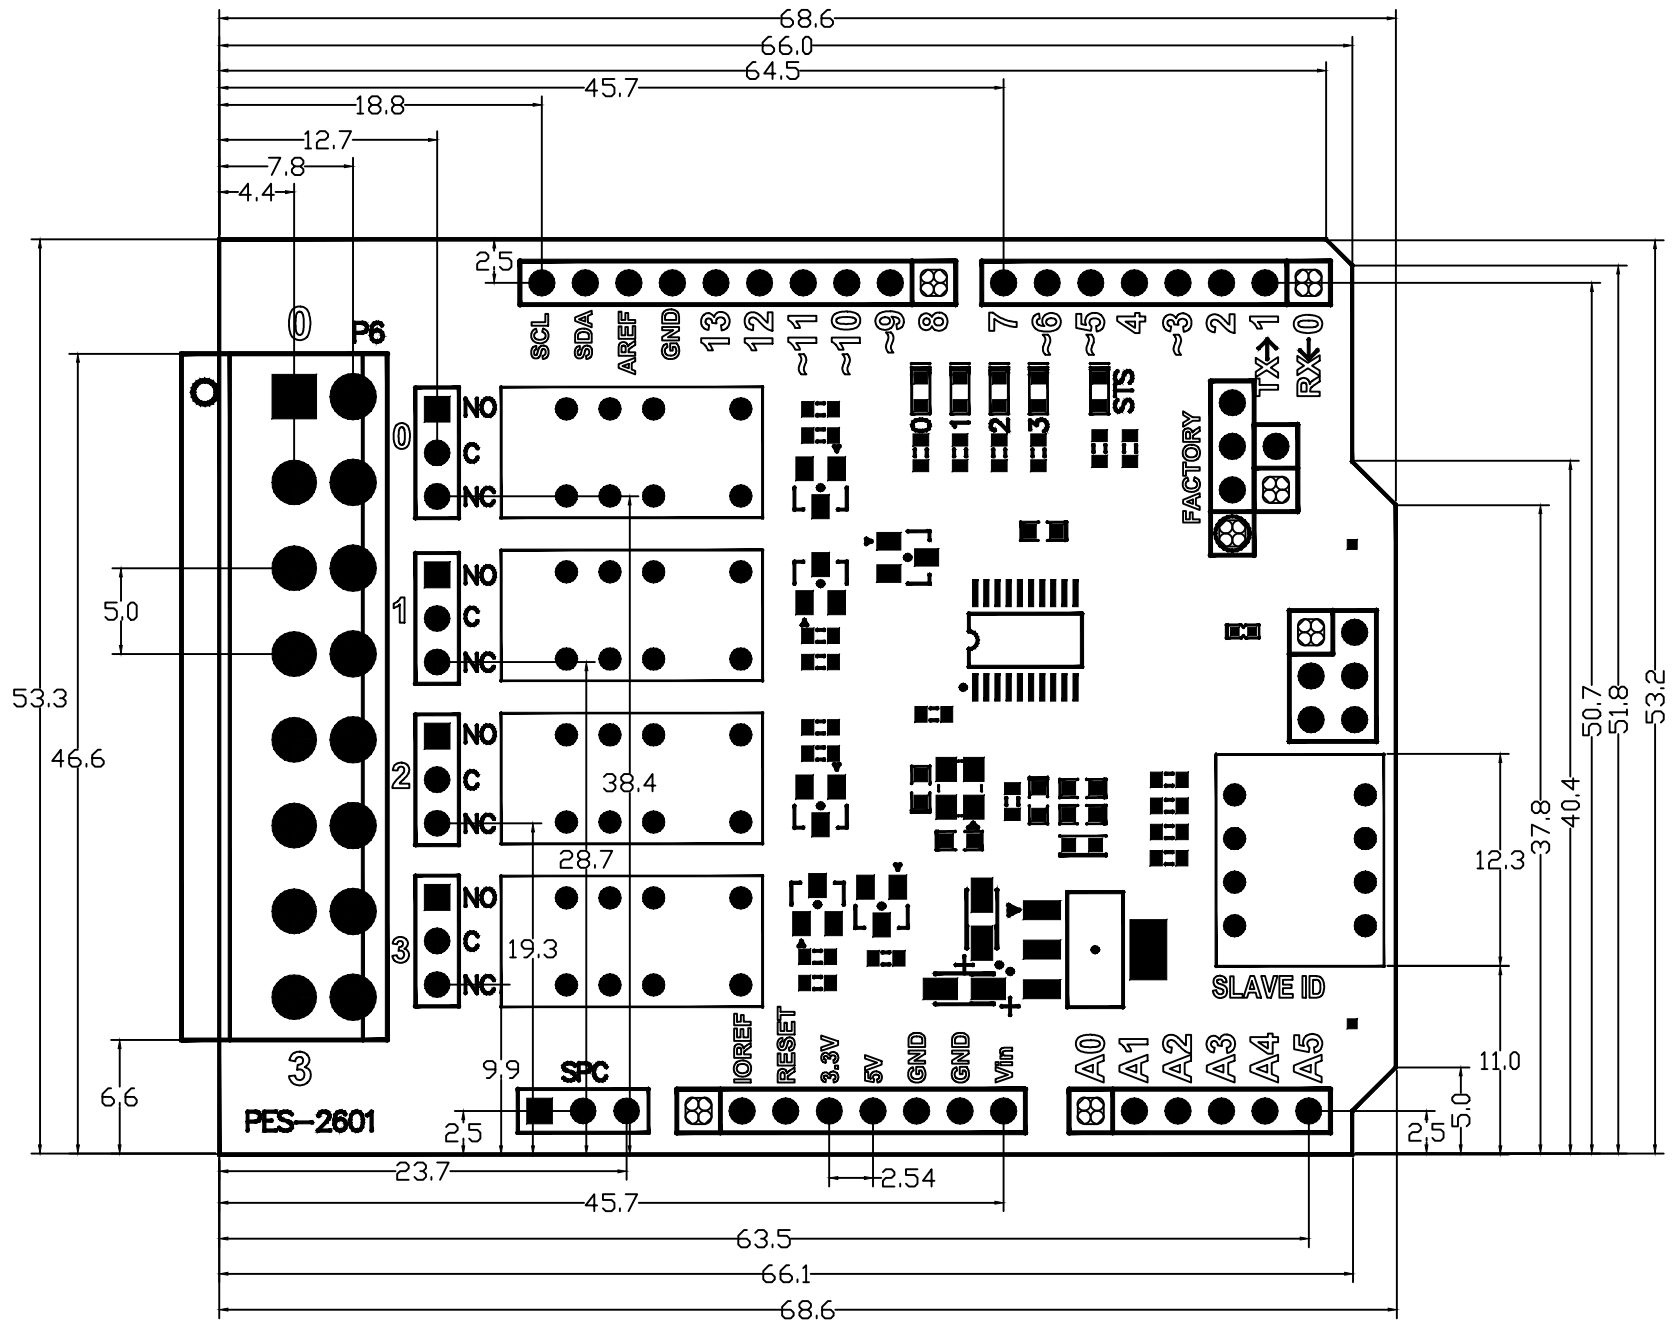 68.6
66.0
64.5
45.7
18.8
12.7
7.8
4.4
2.5
0
P6
SCL
SDA
AREF
GND
13
12
~11
~10
~9
8
7
~6
~5
4
~3
2
TX→1
RX←0
0
NO
C
NC
0
1
2
3
STS
FACTORY
1
NO
C
NC
5.0
53.3
46.6
2
NO
C
NC
38.4
28.7
3
NO
C
NC
19.3
9.9
53.2
51.8
50.7
40.4
37.8
12.3
11.0
SLAVE ID
+
+
3
6.6
PES-2601
SPC
2.5
IOREF
RESET
3.3V
5V
GND
GND
Vin
A0
A1
A2
A3
A4
A5
2.5
5.0
23.7
2.54
45.7
63.5
66.1
68.6